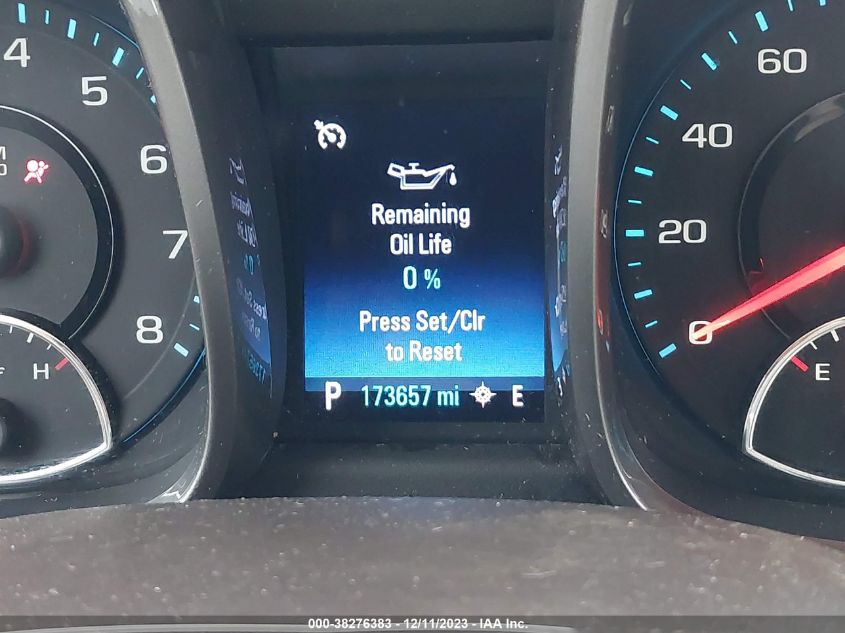 4
5
6
7
8
H
Remaining
Oil Life
0 %
Press Set/Clr
to Reset
P 173657 mi E
60
40
20
0
E
000-38276383 - 12/11/2023 - IAA Inc.